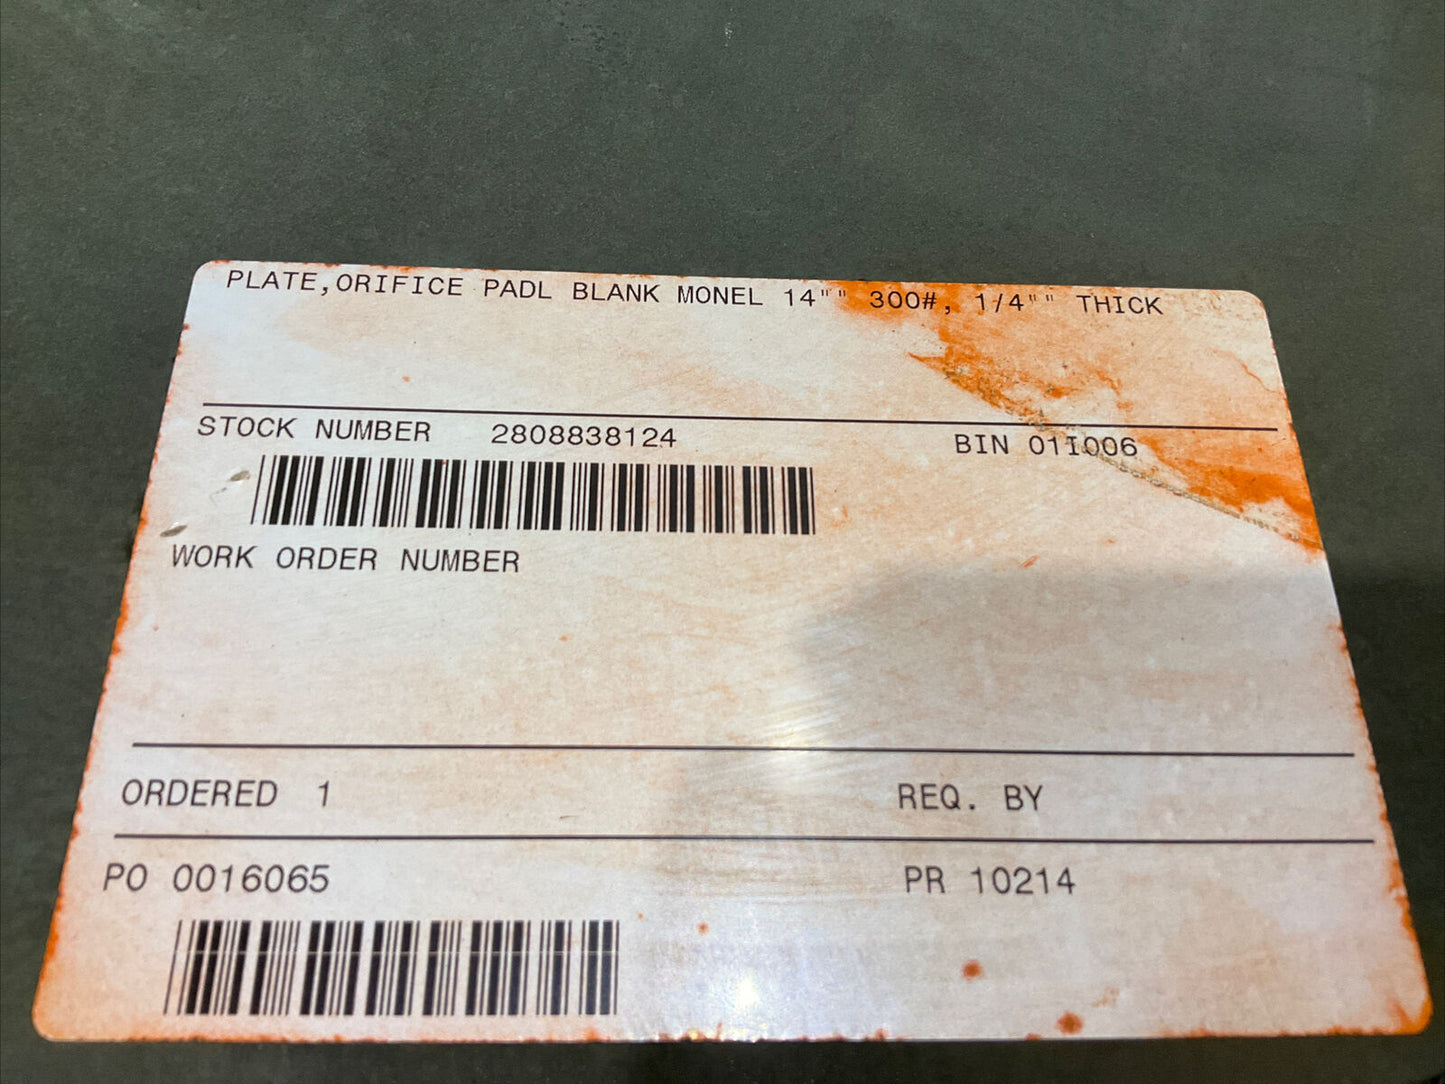 PLATE,ORIFICE PADL BLANK MONEL 14"" 300#, 1/4"" THICK
STOCK NUMBER 2808838124 BIN 01I006
WORK ORDER NUMBER
ORDERED 1 REQ. BY
PO 0016065 PR 10214